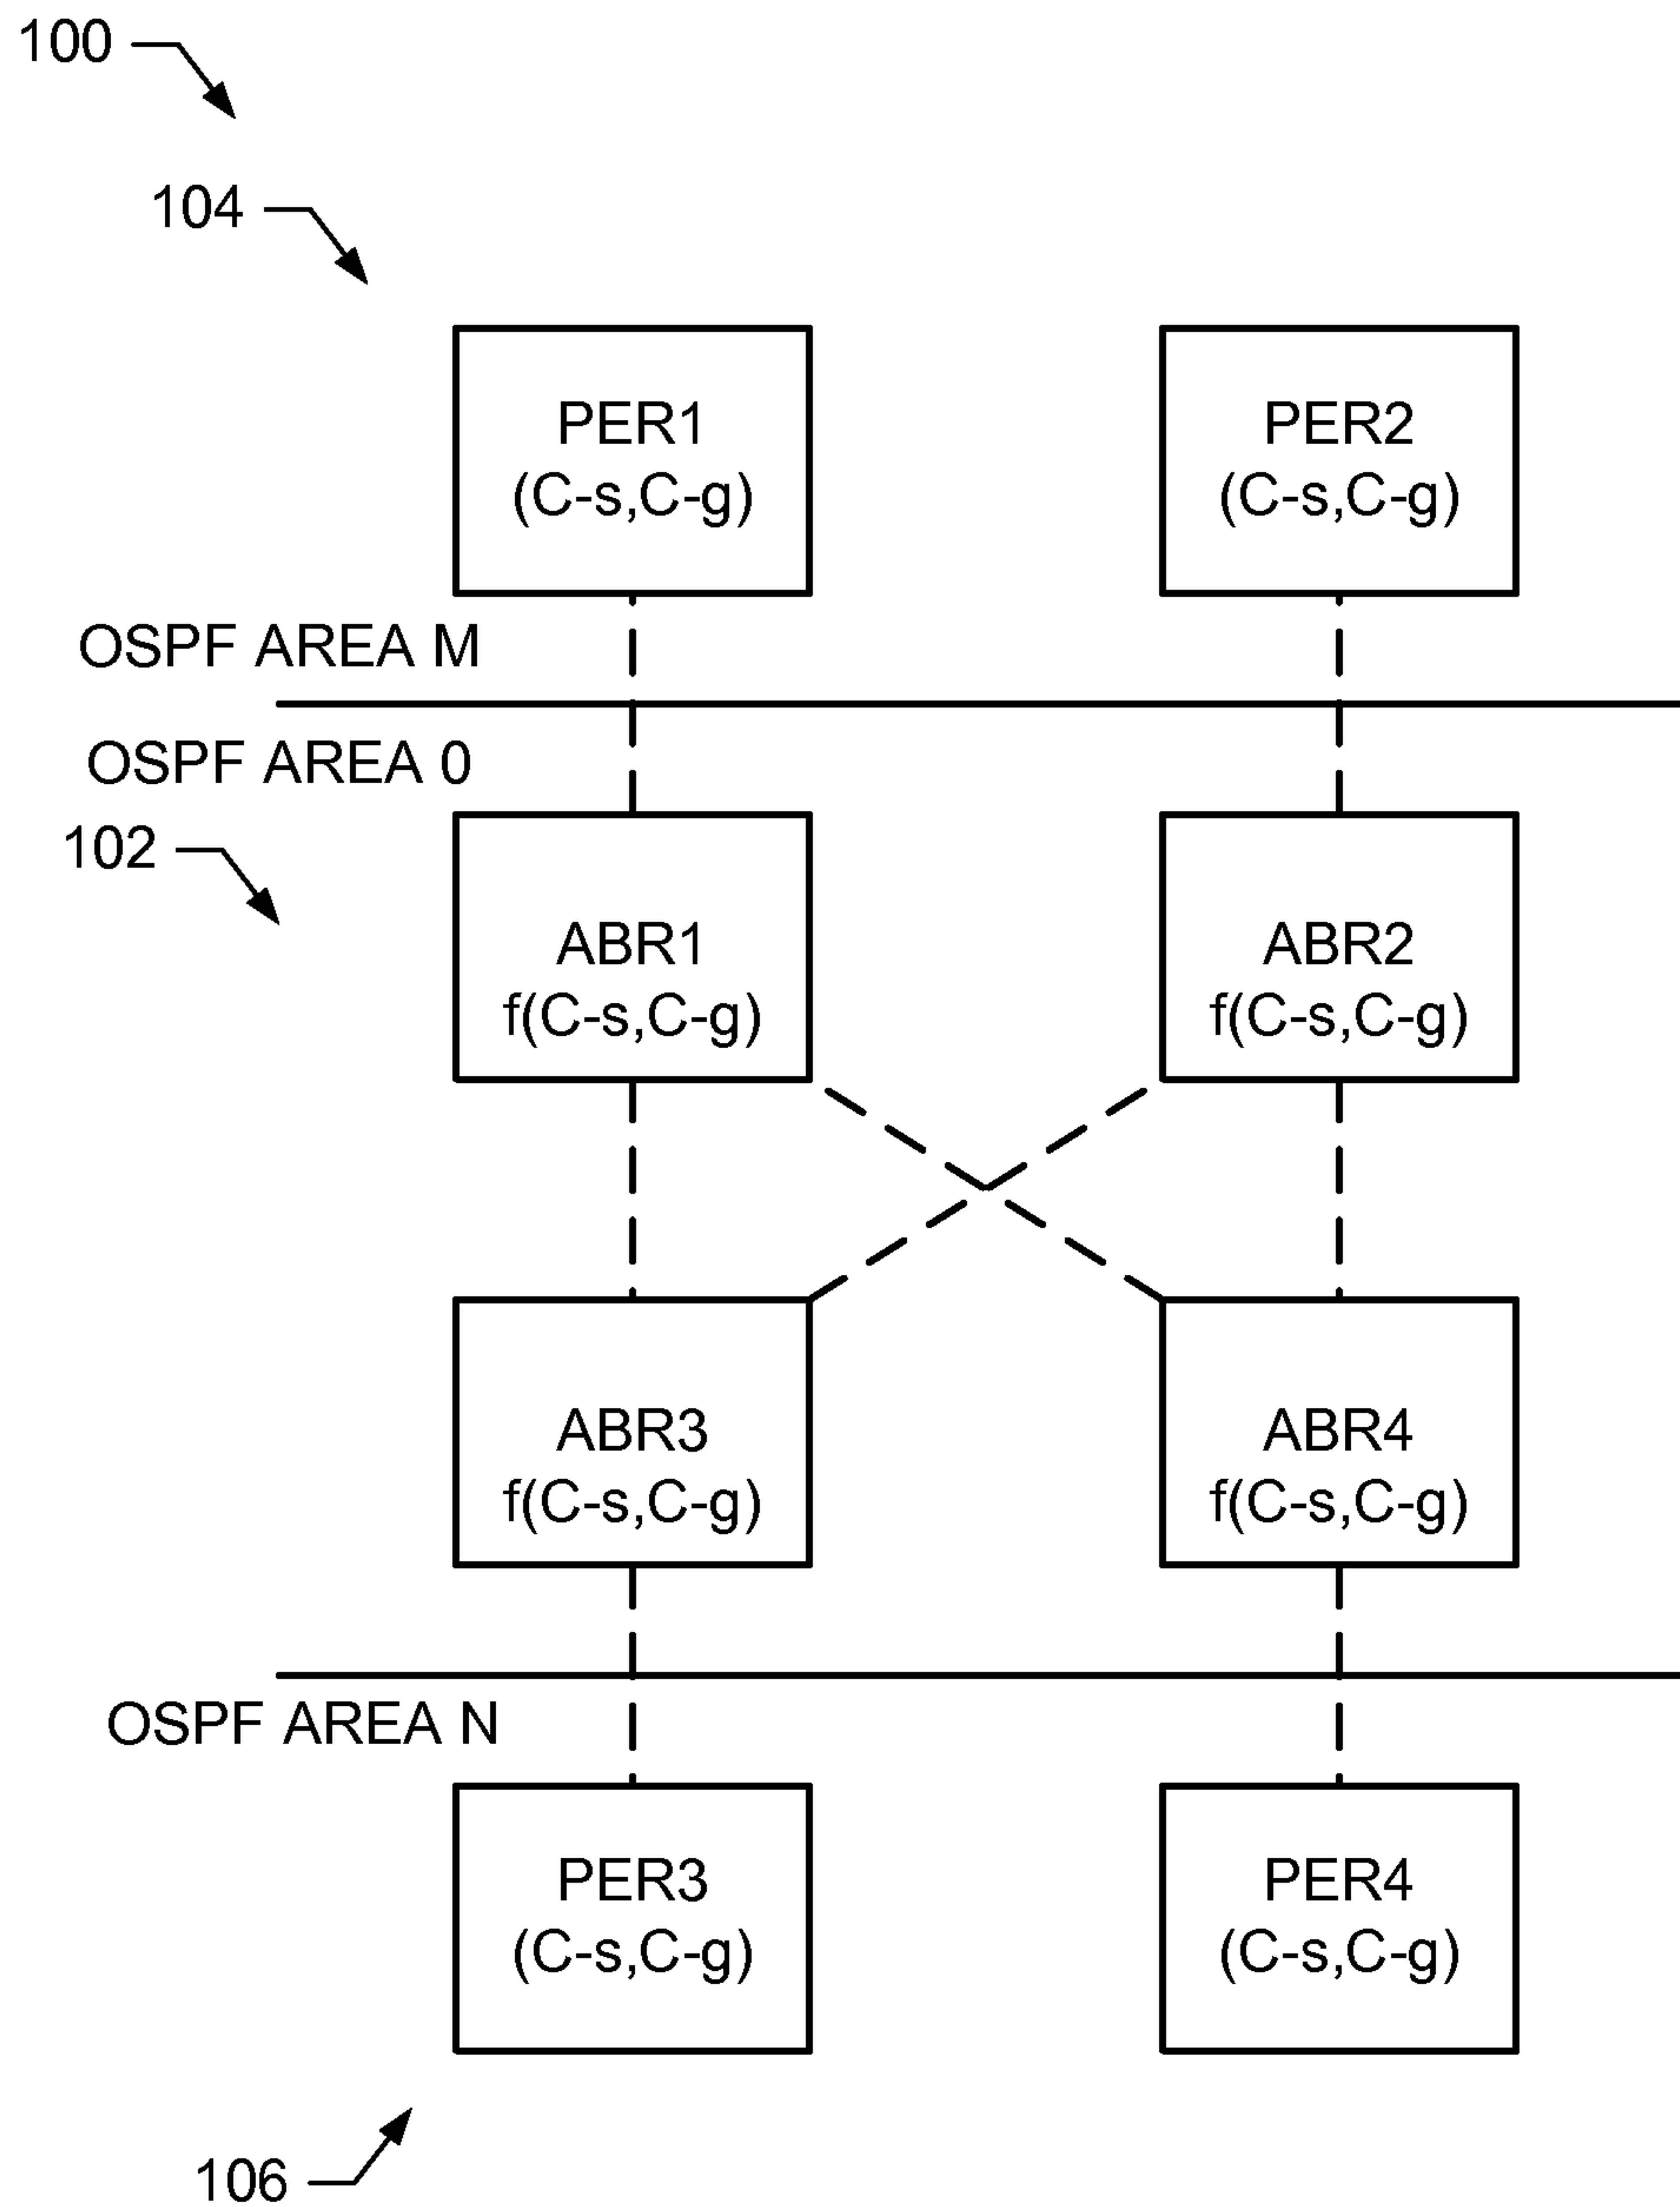 100
104
PER1
(C-s,C-g)
PER2
(C-s,C-g)
OSPF AREA M
OSPF AREA 0
102
ABR1
f(C-s,C-g)
ABR2
f(C-s,C-g)
ABR3
f(C-s,C-g)
ABR4
f(C-s,C-g)
OSPF AREA N
PER3
(C-s,C-g)
PER4
(C-s,C-g)
106